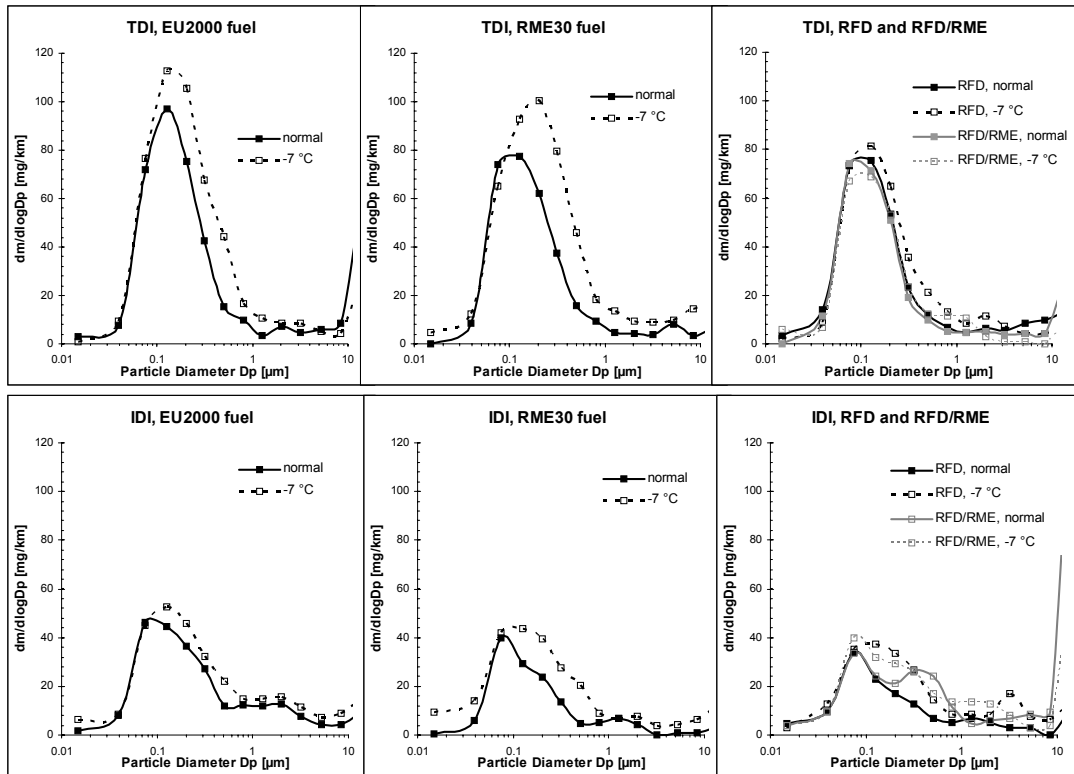 TDI, EU2000 fuel
120
100
80
60
40
20
0
dm/dlogDp [mg/km]
normal
-7 °C
0.01
0.1
1
10
Particle Diameter Dp [µm]
TDI, RME30 fuel
120
100
80
60
40
20
0
dm/dlogDp [mg/km]
normal
-7 °C
0.01
0.1
1
10
Particle Diameter Dp [µm]
TDI, RFD and RFD/RME
120
100
80
60
40
20
0
dm/dlogDp [mg/km]
RFD, normal
RFD, -7 °C
RFD/RME, normal
RFD/RME, -7 °C
0.01
0.1
1
10
Particle Diameter Dp [µm]
IDI, EU2000 fuel
120
100
80
60
40
20
0
dm/dlogDp [mg/km]
normal
-7 °C
0.01
0.1
1
10
Particle Diameter Dp [µm]
IDI, RME30 fuel
120
100
80
60
40
20
0
dm/dlogDp [mg/km]
normal
-7 °C
0.01
0.1
1
10
Particle Diameter Dp [µm]
IDI, RFD and RFD/RME
120
100
80
60
40
20
0
dm/dlogDp [mg/km]
RFD, normal
RFD, -7 °C
RFD/RME, normal
RFD/RME, -7 °C
0.01
0.1
1
10
Particle Diameter Dp [µm]